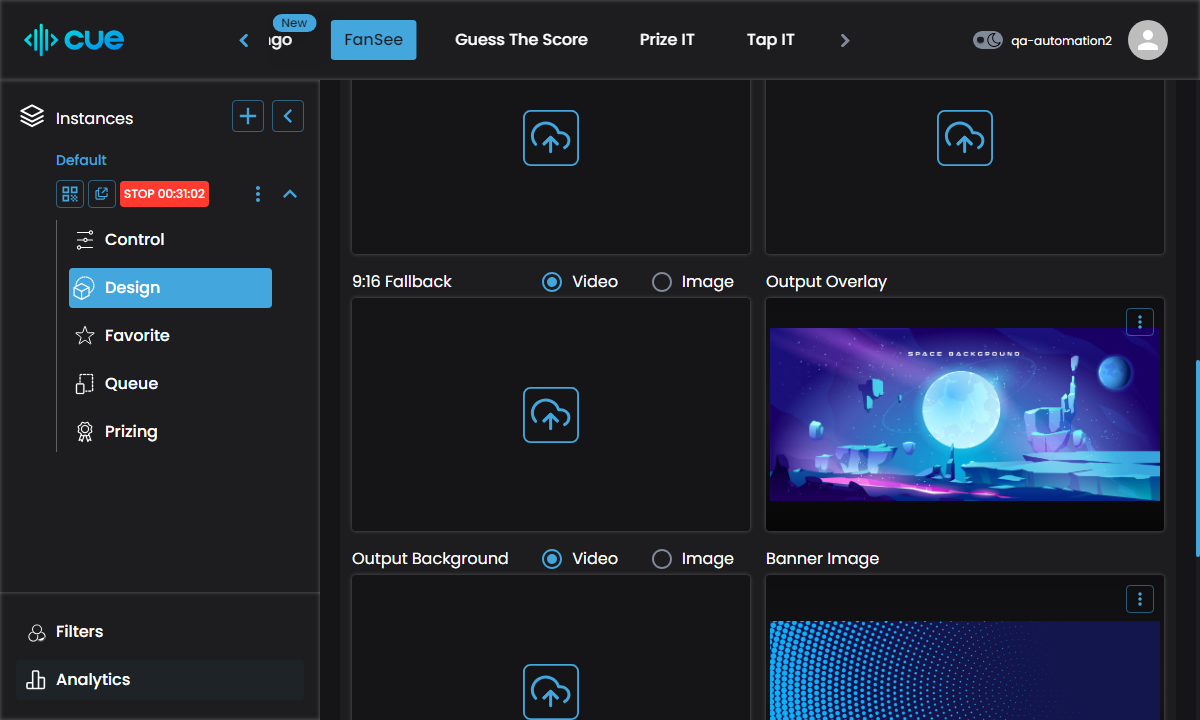 cue
New
FanSee
Guess The Score
Prize IT
Tap IT
qa-automation2
Instances
Default
STOP 00:31:02
Control
Design
Favorite
Queue
Prizing
Filters
Analytics
9:16 Fallback
Video
Image
Output Overlay
SPACE BACKGROUND
Output Background
Video
Image
Banner Image